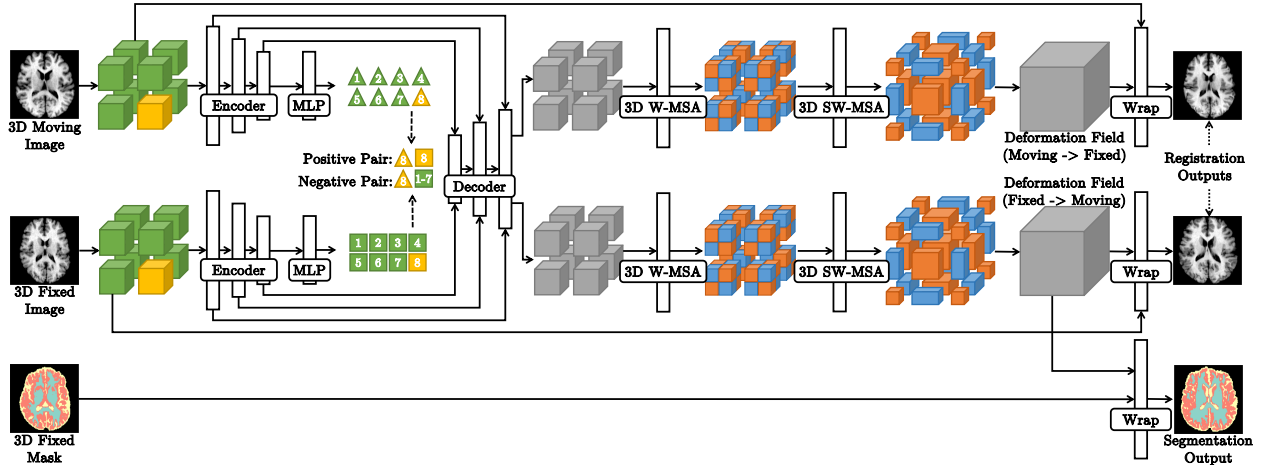 3D Moving
Image
Encoder
MLP
1 2 3 4
5 6 7 8
Positive Pair: 8 8
Negative Pair: 8 1-7
1 2 3 4
5 6 7 8
Decoder
3D W-MSA
3D SW-MSA
Deformation Field
(Moving -> Fixed)
Wrap
Registration
Outputs
3D Fixed
Image
Encoder
MLP
3D W-MSA
3D SW-MSA
Deformation Field
(Fixed -> Moving)
Wrap
3D Fixed
Mask
Wrap
Segmentation
Output